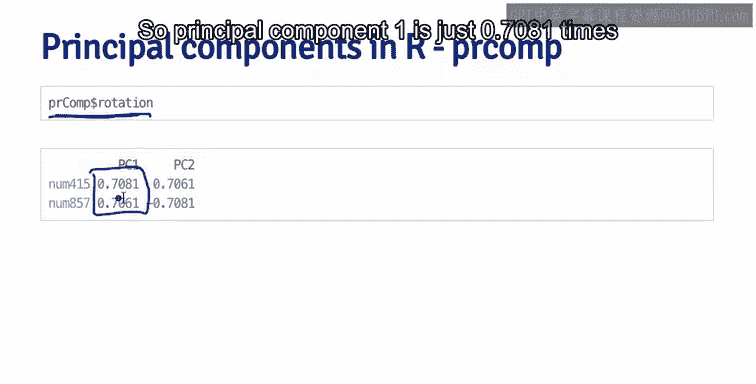 So principal component 1 is just 0.7081 times
Principal components in R - prcomp
prComp$rotation
PC1 PC2
num415 0.7081 0.7061
num857 0.7061 -0.7081